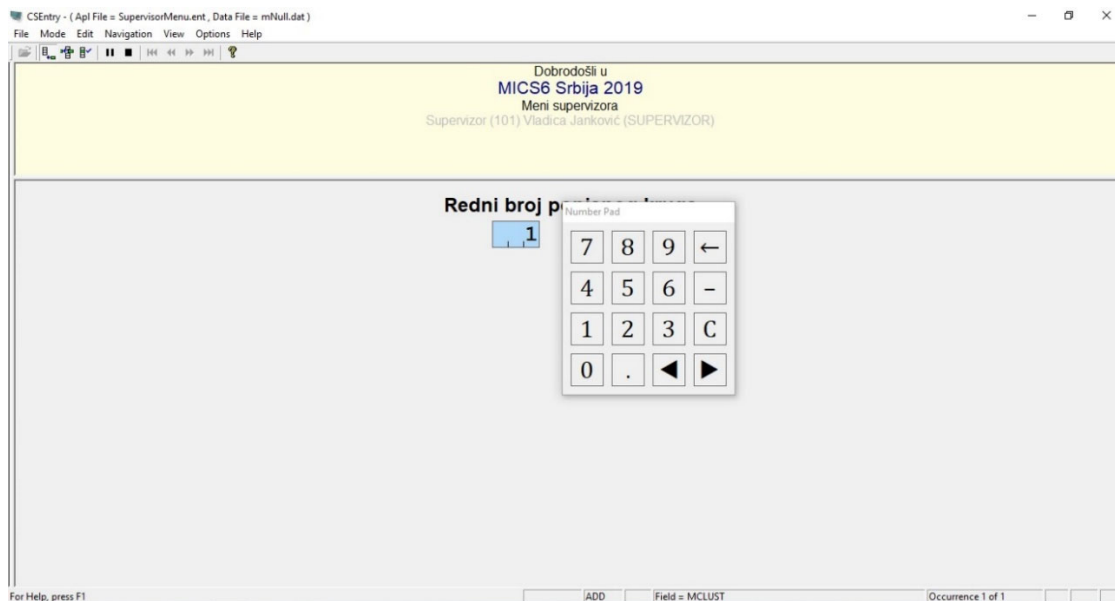 CSEntry - ( Apl File = SupervisorMenu.ent , Data File = mNull.dat )
File Mode Edit Navigation View Options Help
Dobrodošli u
MICS6 Srbija 2019
Meni supervizora
Supervizor (101) Vladica Janković (SUPERVIZOR)
Redni broj
1
Number Pad
7 8 9 ←
4 5 6 –
1 2 3 C
0 . ◀ ▶
For Help, press F1
ADD
Field = MCLUST
Occurrence 1 of 1